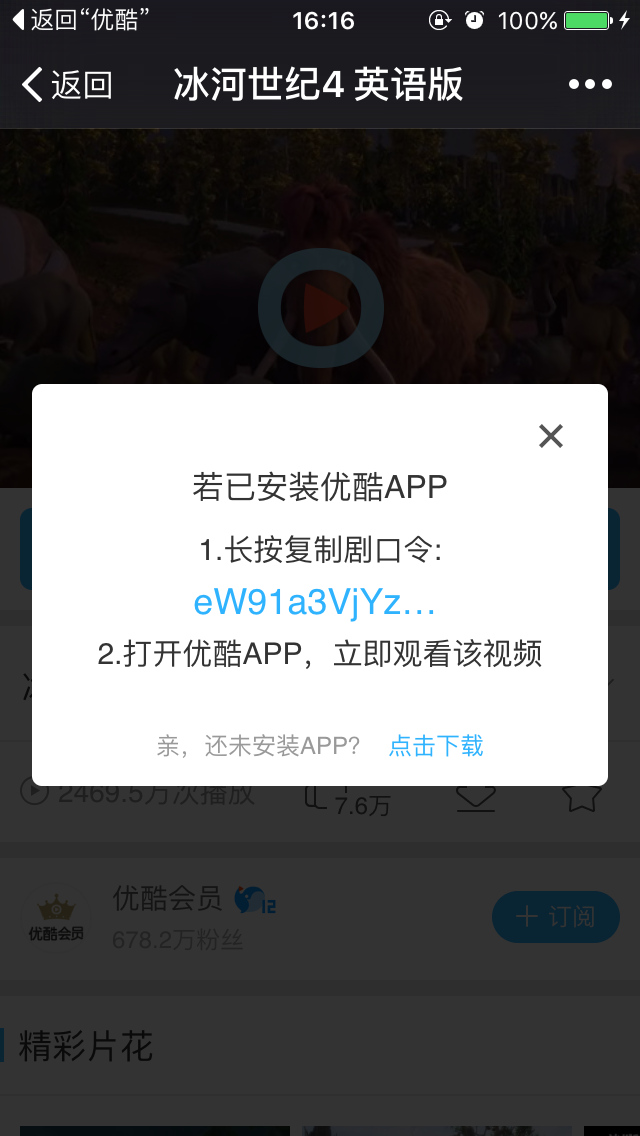 返回“优酷”
16:16
100%
返回
冰河世纪4 英语版
若已安装优酷APP
1.长按复制剧口令:
eW91a3VjYz...
2.打开优酷APP，立即观看该视频
亲，还未安装APP? 点击下载
2469.5万次播放
7.6万
优酷会员 12
优酷会员
678.2万粉丝
订阅
精彩片花